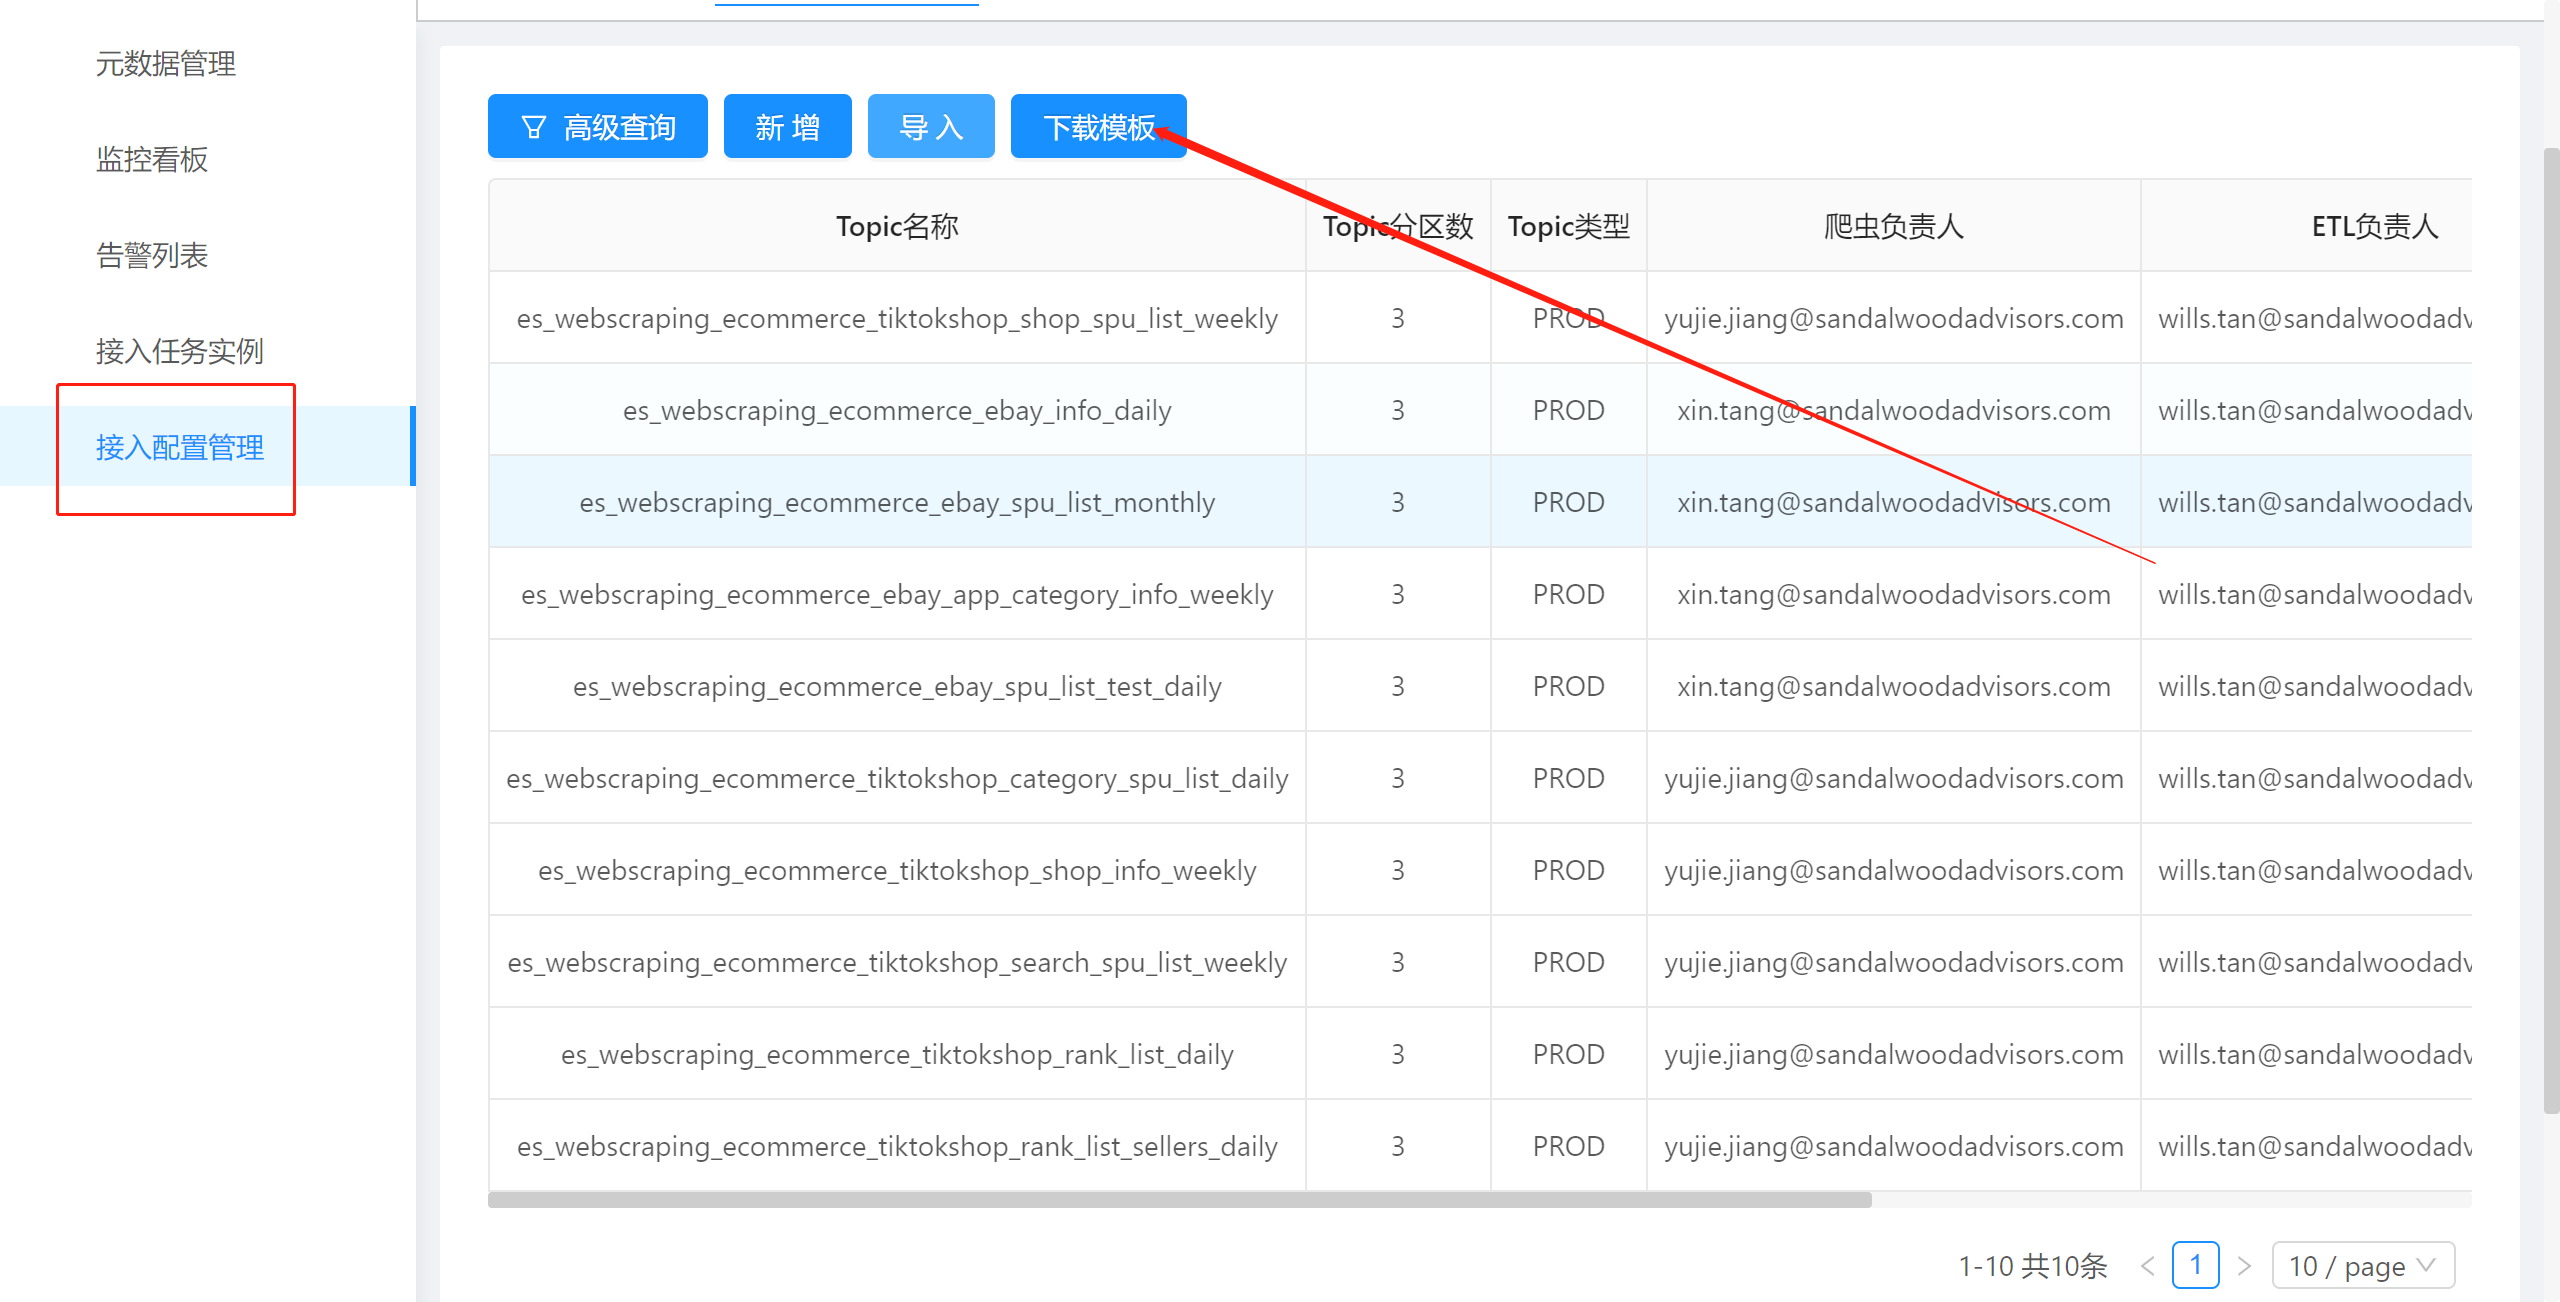 元数据管理
监控看板
告警列表
接入任务实例
接入配置管理
高级查询 新 增 导 入 下载模板
Topic名称 Topic分区数 Topic类型 爬虫负责人 ETL负责人
es_webscraping_ecommerce_tiktokshop_shop_spu_list_weekly 3 PROD yujie.jiang@sandalwoodadvisors.com wills.tan@sandalwoodadv
es_webscraping_ecommerce_ebay_info_daily 3 PROD xin.tang@sandalwoodadvisors.com wills.tan@sandalwoodadv
es_webscraping_ecommerce_ebay_spu_list_monthly 3 PROD xin.tang@sandalwoodadvisors.com wills.tan@sandalwoodadv
es_webscraping_ecommerce_ebay_app_category_info_weekly 3 PROD xin.tang@sandalwoodadvisors.com wills.tan@sandalwoodadv
es_webscraping_ecommerce_ebay_spu_list_test_daily 3 PROD xin.tang@sandalwoodadvisors.com wills.tan@sandalwoodadv
es_webscraping_ecommerce_tiktokshop_category_spu_list_daily 3 PROD yujie.jiang@sandalwoodadvisors.com wills.tan@sandalwoodadv
es_webscraping_ecommerce_tiktokshop_shop_info_weekly 3 PROD yujie.jiang@sandalwoodadvisors.com wills.tan@sandalwoodadv
es_webscraping_ecommerce_tiktokshop_search_spu_list_weekly 3 PROD yujie.jiang@sandalwoodadvisors.com wills.tan@sandalwoodadv
es_webscraping_ecommerce_tiktokshop_rank_list_daily 3 PROD yujie.jiang@sandalwoodadvisors.com wills.tan@sandalwoodadv
es_webscraping_ecommerce_tiktokshop_rank_list_sellers_daily 3 PROD yujie.jiang@sandalwoodadvisors.com wills.tan@sandalwoodadv
1-10 共10条 < 1 > 10 / page